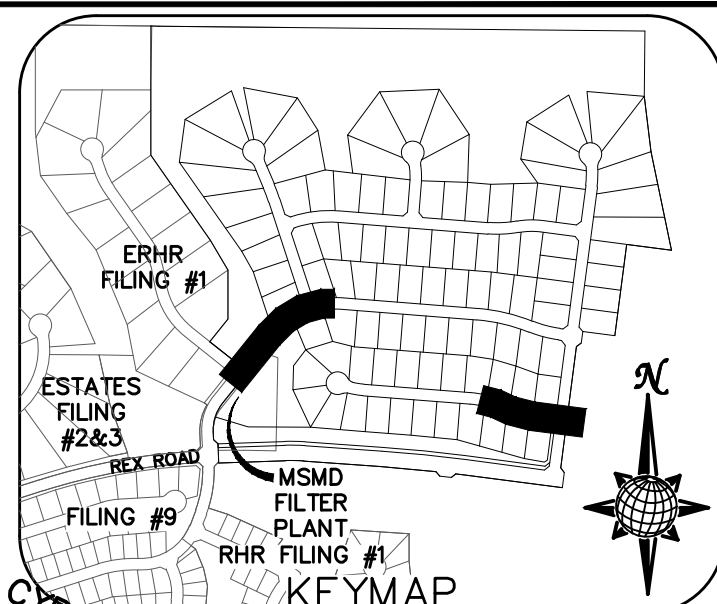 ERHR
FILING #1
ESTATES
FILING
#2&3
REX ROAD
FILING #9
MSMD
FILTER
PLANT
RHR FILING #1
N
KEYMAP